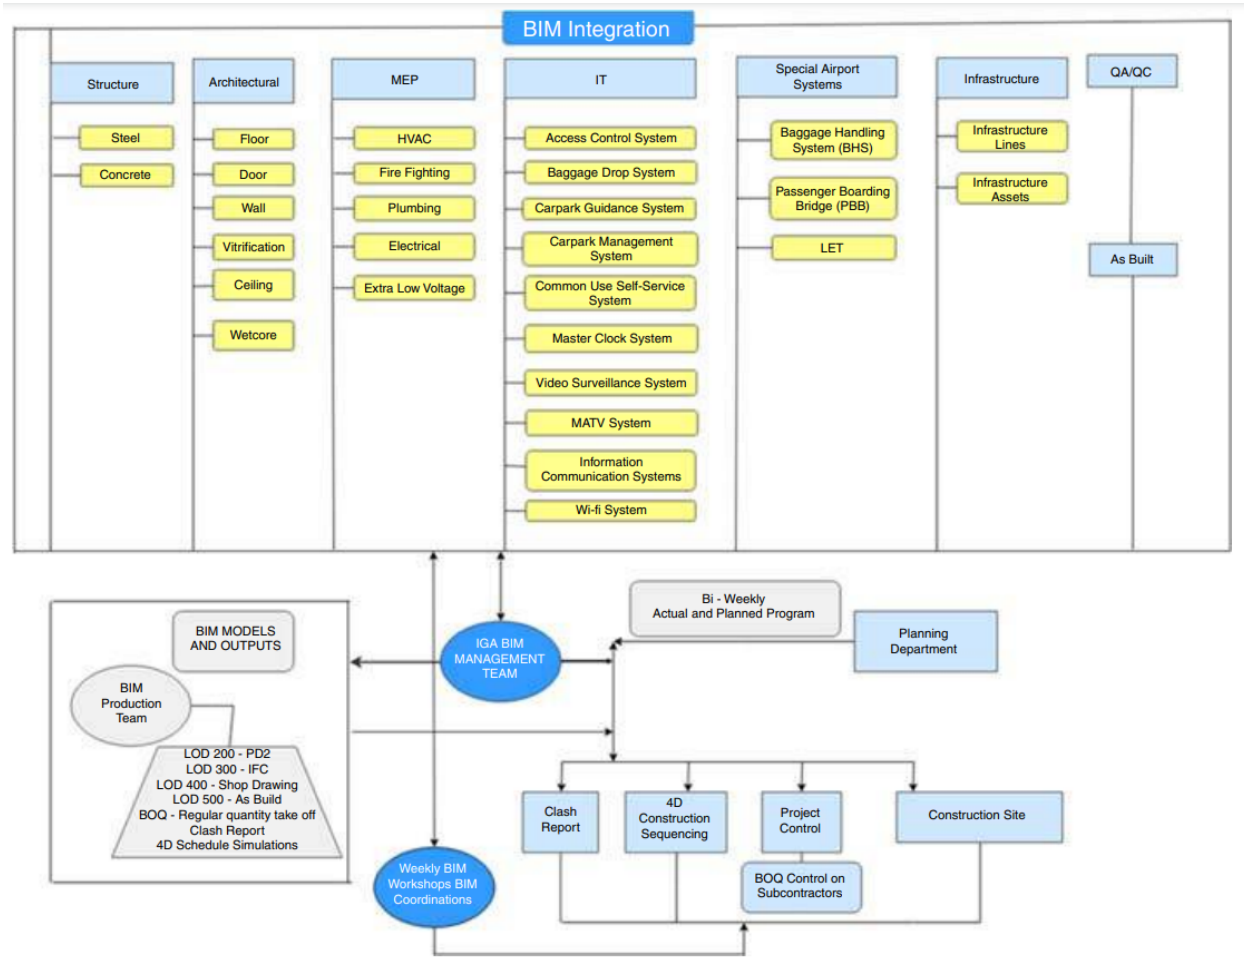 BIM Integration
Structure
Steel
Concrete
Architectural
Floor
Door
Wall
Vitrification
Ceiling
Wetcore
MEP
HVAC
Fire Fighting
Plumbing
Electrical
Extra Low Voltage
IT
Access Control System
Baggage Drop System
Carpark Guidance System
Carpark Management
System
Common Use Self-Service
System
Master Clock System
Video Surveillance System
MATV System
Information
Communication Systems
Wi-fi System
Special Airport
Systems
Baggage Handling
System (BHS)
Passenger Boarding
Bridge (PBB)
LET
Infrastructure
Infrastructure
Lines
Infrastructure
Assets
QA/QC
As Built
BIM MODELS
AND OUTPUTS
BIM
Production
Team
LOD 200 - PD2
LOD 300 - IFC
LOD 400 - Shop Drawing
LOD 500 - As Build
BOQ - Regular quantity take off
Clash Report
4D Schedule Simulations
IGA BIM
MANAGEMENT
TEAM
Bi - Weekly
Actual and Planned Program
Planning
Department
Clash
Report
4D
Construction
Sequencing
Project
Control
Construction Site
BOQ Control on
Subcontractors
Weekly BIM
Workshops BIM
Coordinations